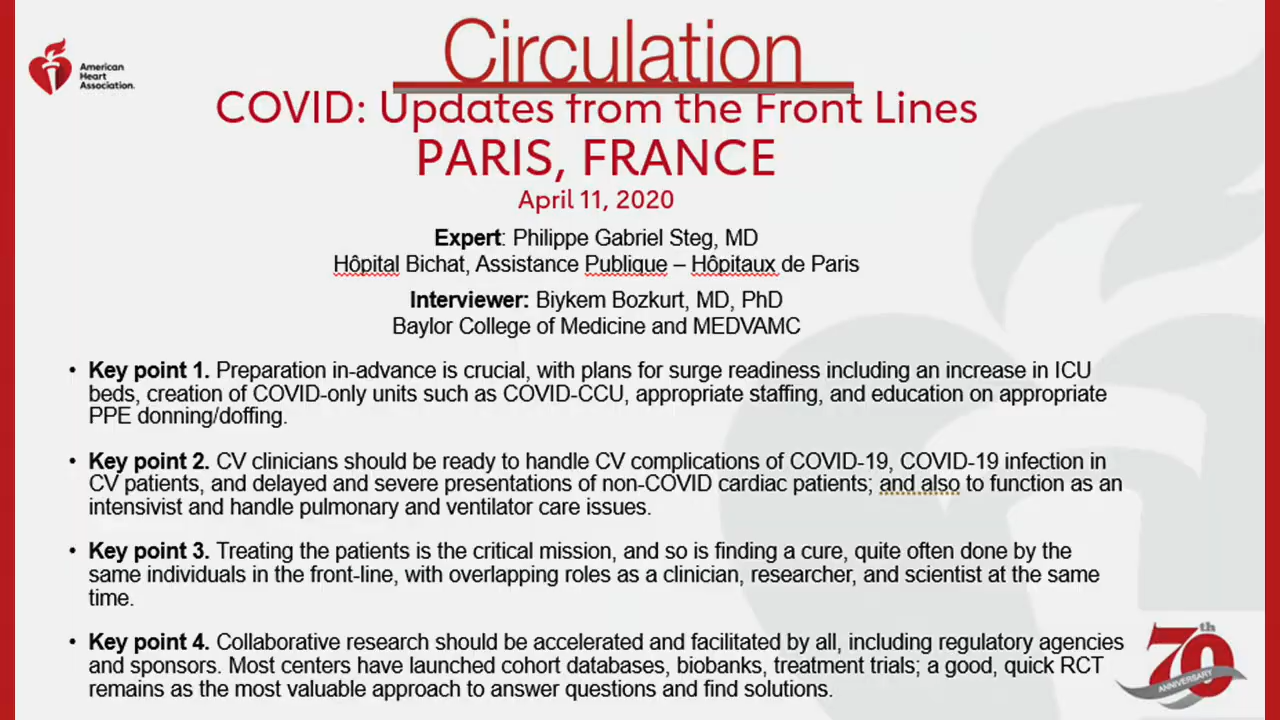 Circulation
American
Heart
Association.
COVID: Updates from the Front Lines
PARIS, FRANCE
April 11, 2020
Expert: Philippe Gabriel Steg, MD
Hôpital Bichat, Assistance Publique – Hôpitaux de Paris
Interviewer: Biykem Bozkurt, MD, PhD
Baylor College of Medicine and MEDVAMC
• Key point 1. Preparation in-advance is crucial, with plans for surge readiness including an increase in ICU
beds, creation of COVID-only units such as COVID-CCU, appropriate staffing, and education on appropriate
PPE donning/doffing.
• Key point 2. CV clinicians should be ready to handle CV complications of COVID-19, COVID-19 infection in
CV patients, and delayed and severe presentations of non-COVID cardiac patients; and also to function as an
intensivist and handle pulmonary and ventilator care issues.
• Key point 3. Treating the patients is the critical mission, and so is finding a cure, quite often done by the
same individuals in the front-line, with overlapping roles as a clinician, researcher, and scientist at the same
time.
• Key point 4. Collaborative research should be accelerated and facilitated by all, including regulatory agencies
and sponsors. Most centers have launched cohort databases, biobanks, treatment trials; a good, quick RCT
remains as the most valuable approach to answer questions and find solutions.
70th
ANNIVERSARY